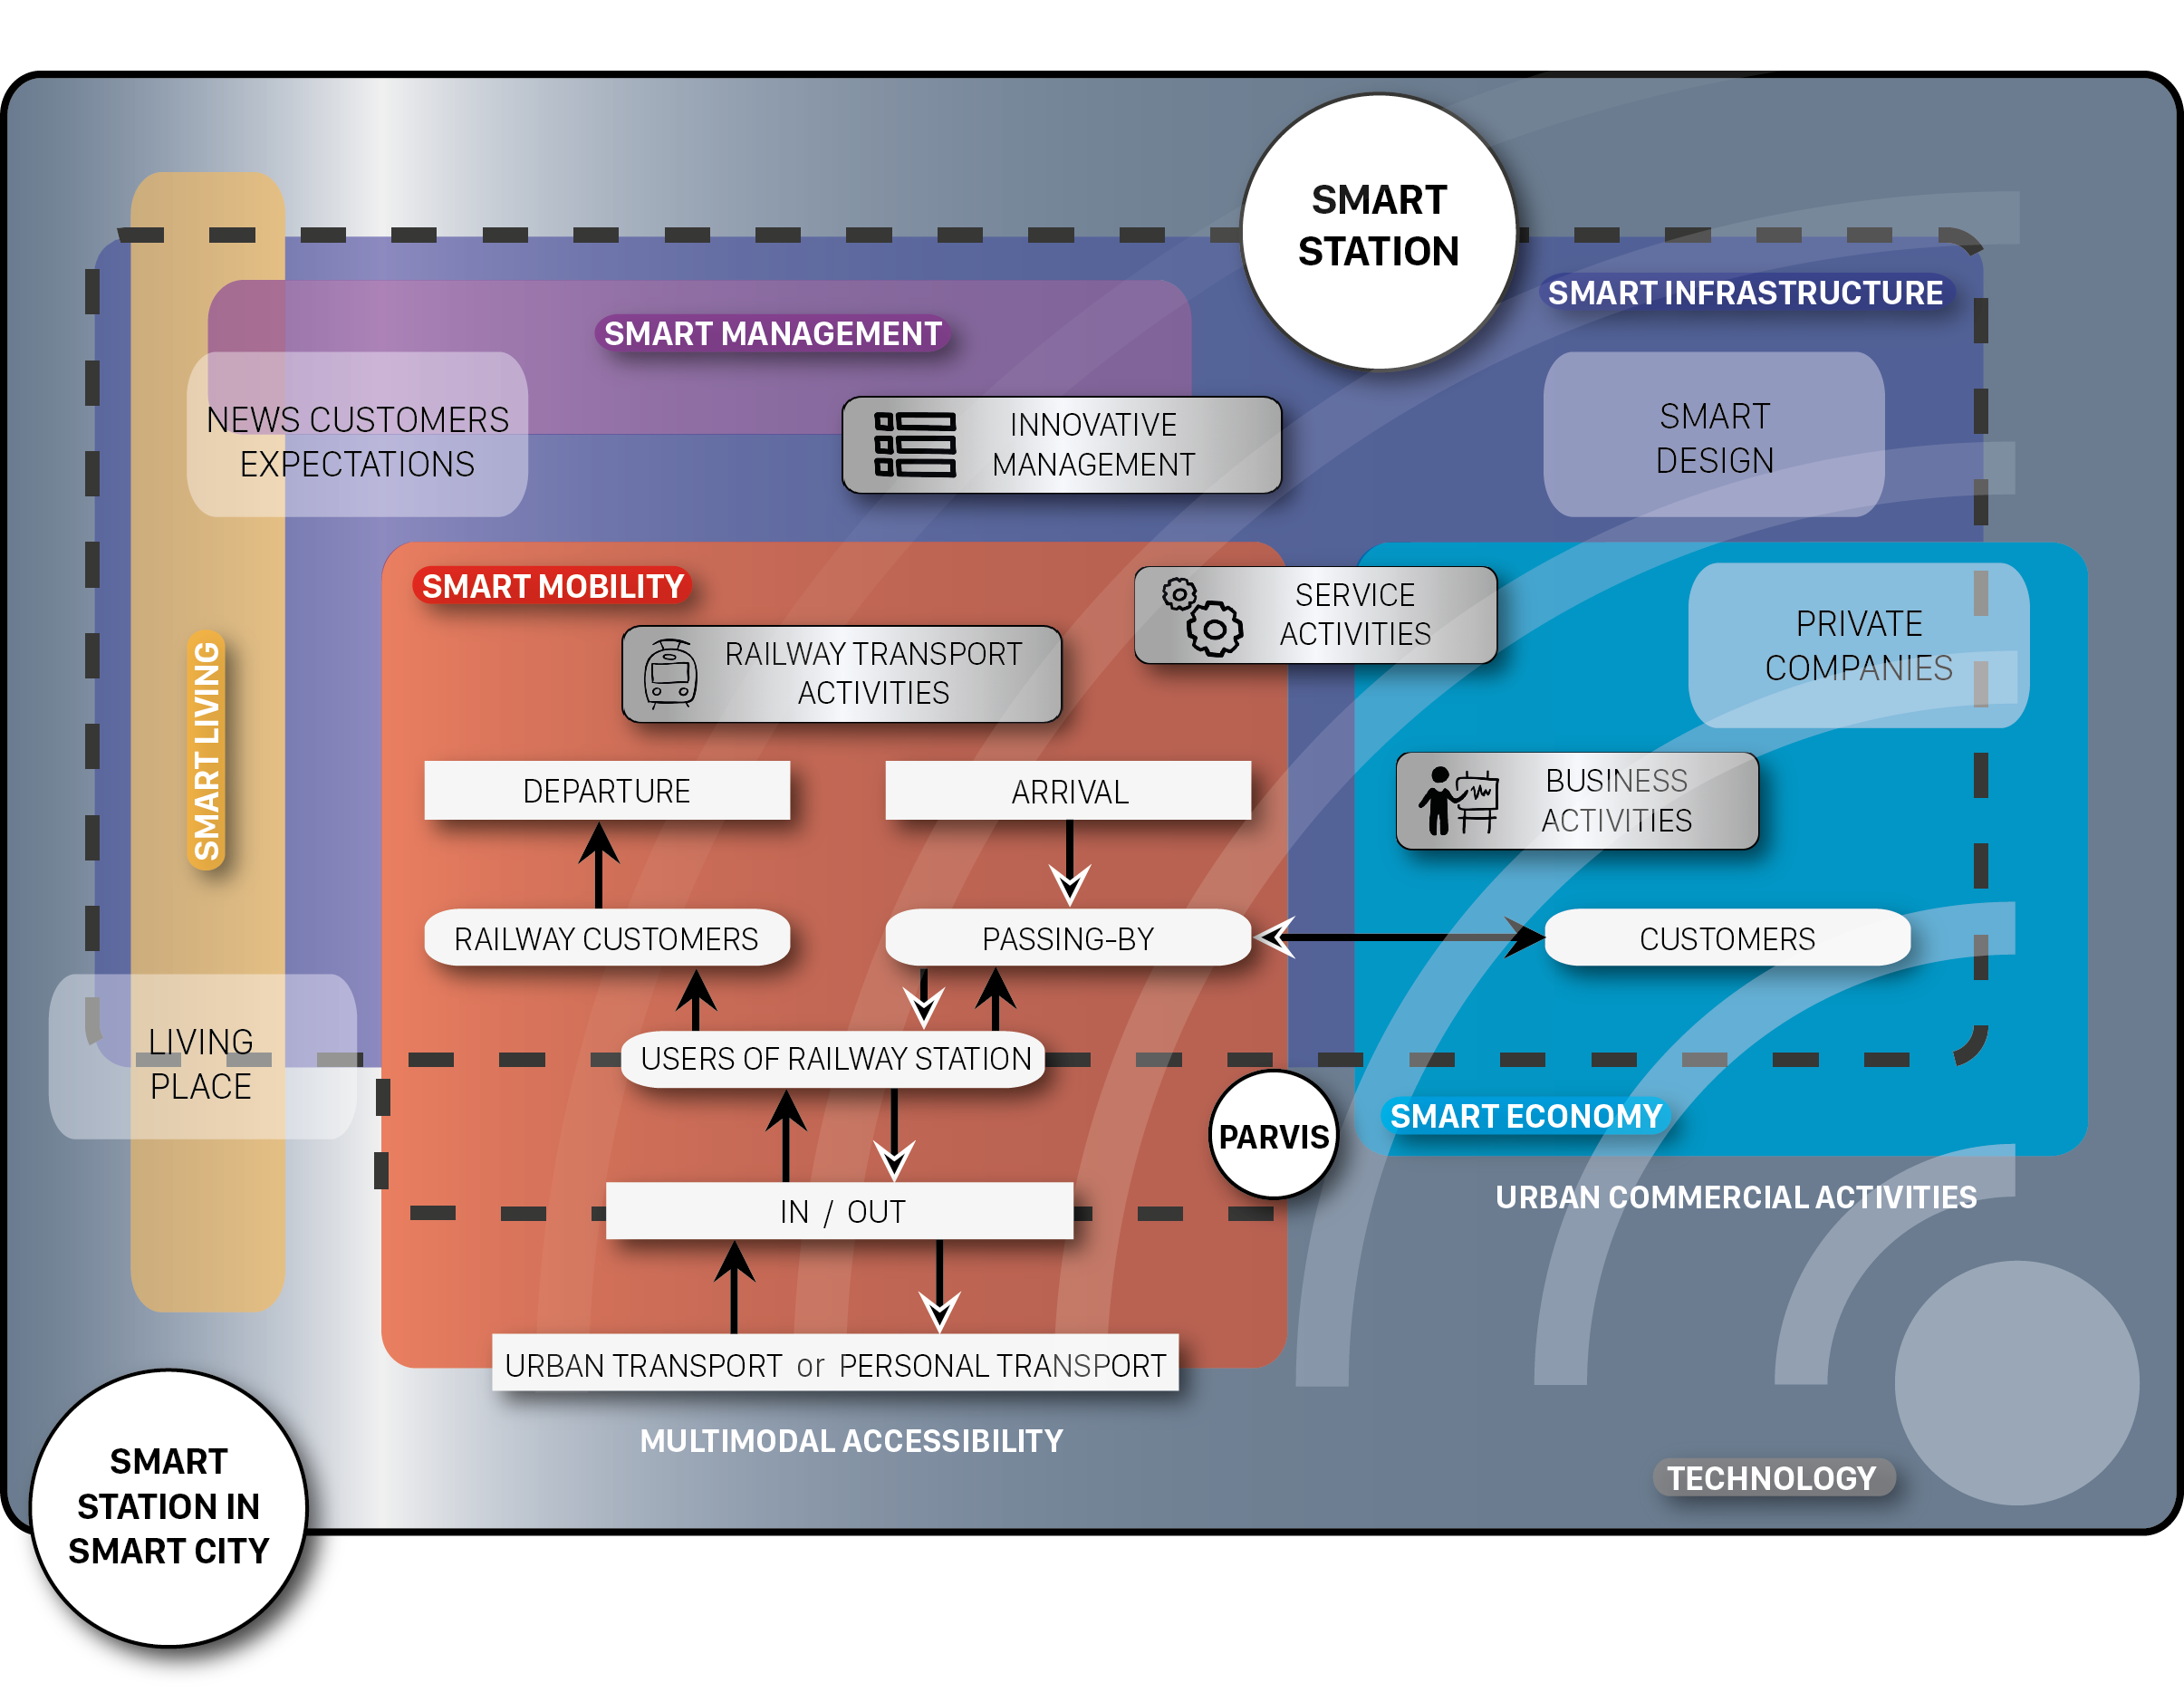 SMART
STATION
SMART INFRASTRUCTURE
SMART MANAGEMENT
NEWS CUSTOMERS
EXPECTATIONS
INNOVATIVE
MANAGEMENT
SMART
DESIGN
SMART MOBILITY
SERVICE
ACTIVITIES
PRIVATE
COMPANIES
RAILWAY TRANSPORT
ACTIVITIES
SMART LIVING
DEPARTURE
ARRIVAL
BUSINESS
ACTIVITIES
RAILWAY CUSTOMERS
PASSING-BY
CUSTOMERS
LIVING
PLACE
USERS OF RAILWAY STATION
PARVIS
SMART ECONOMY
URBAN COMMERCIAL ACTIVITIES
IN / OUT
URBAN TRANSPORT or PERSONAL TRANSPORT
MULTIMODAL ACCESSIBILITY
TECHNOLOGY
SMART
STATION IN
SMART CITY